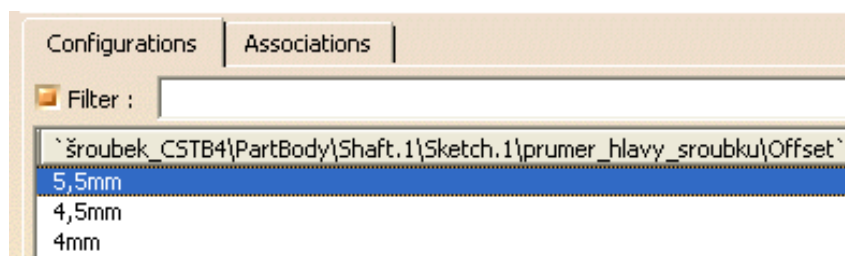 Configurations Associations
Filter :
`šroubek_CSTB4\PartBody\Shaft.1\Sketch.1\prumer_hlavy_sroubku\Offset`
5,5mm
4,5mm
4mm